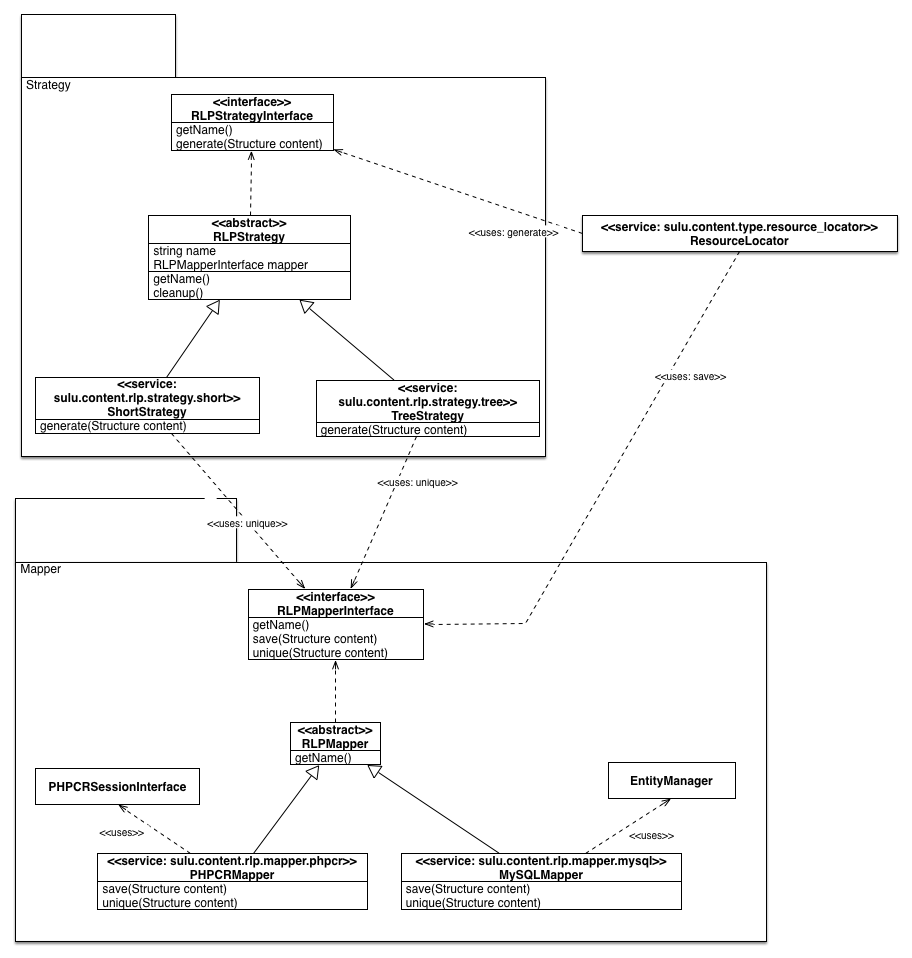 Strategy
<<interface>>
RLPStrategyInterface
getName()
generate(Structure content)
<<abstract>>
RLPStrategy
string name
RLPMapperInterface mapper
getName()
cleanup()
<<uses: generate>>
<<service: sulu.content.type.resource_locator>>
ResourceLocator
<<uses: save>>
<<service:
sulu.content.rlp.strategy.short>>
ShortStrategy
generate(Structure content)
<<service:
sulu.content.rlp.strategy.tree>>
TreeStrategy
generate(Structure content)
<<uses: unique>>
<<uses: unique>>
Mapper
<<interface>>
RLPMapperInterface
getName()
save(Structure content)
unique(Structure content)
<<abstract>>
RLPMapper
getName()
PHPCRSessionInterface
EntityManager
<<uses>>
<<uses>>
<<service: sulu.content.rlp.mapper.phpcr>>
PHPCRMapper
save(Structure content)
unique(Structure content)
<<service: sulu.content.rlp.mapper.mysql>>
MySQLMapper
save(Structure content)
unique(Structure content)